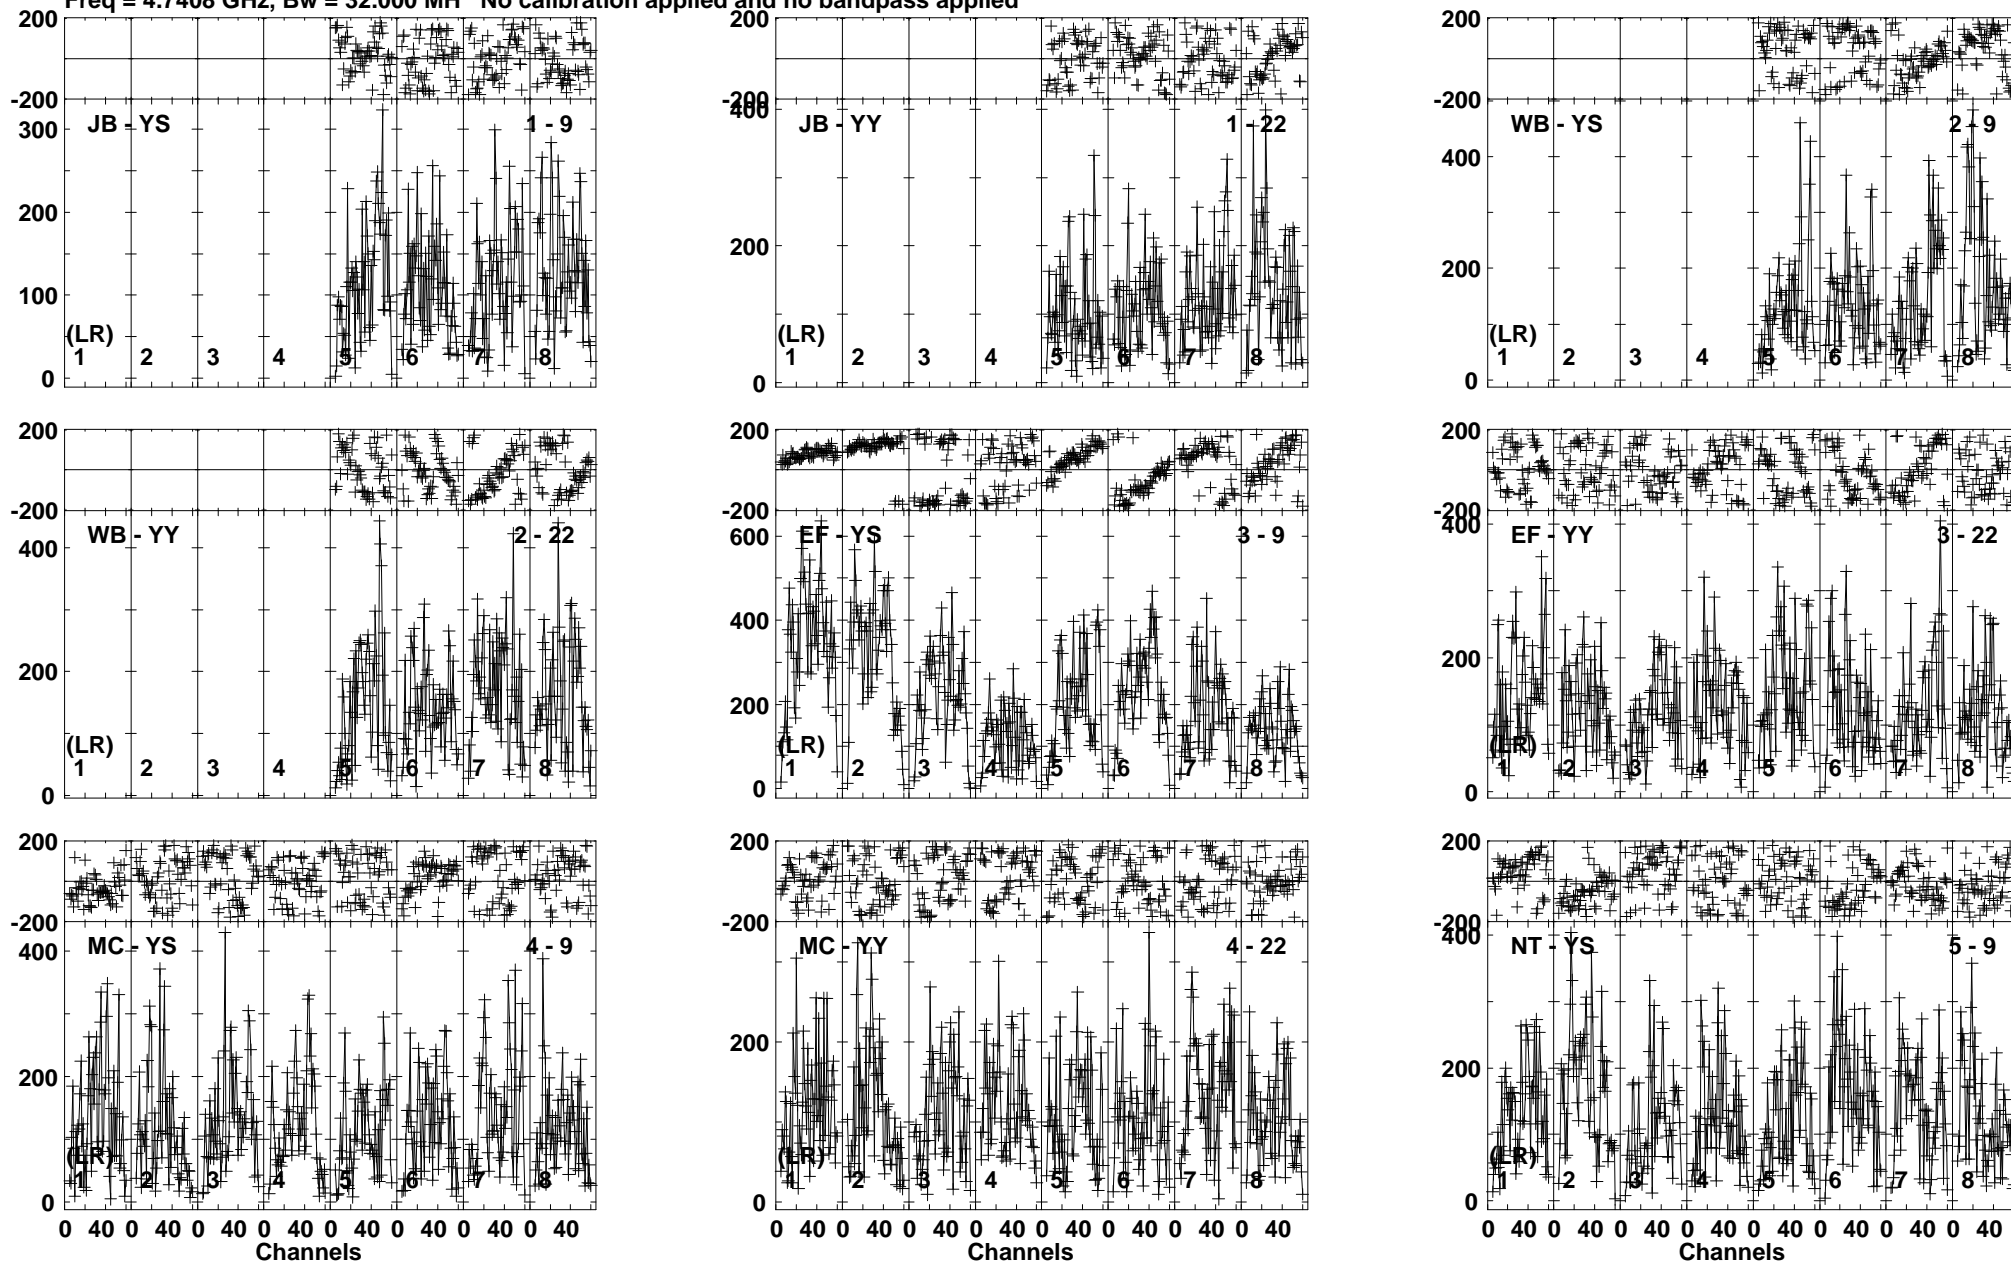 Freq = 4.7408 GHz, Bw = 32.000 MH No calibration applied and no bandpass applied
200
-200
JB - YS 1 - 9
300
200
100
0
(LR)
1 2 3 4 5 6 7 8
200
-200
400
JB - YY 1 - 22
200
0
(LR)
1 2 3 4 5 6 7 8
200
-200
WB - YS 2 - 9
400
200
0
(LR)
1 2 3 4 5 6 7 8
200
-200
WB - YY 2 - 22
400
200
0
(LR)
1 2 3 4 5 6 7 8
200
-200
EF - YS 3 - 9
600
400
200
0
(LR)
1 2 3 4 5 6 7 8
200
-200
400
EF - YY 3 - 22
200
0
(LR)
1 2 3 4 5 6 7 8
200
-200
MC - YS 4 - 9
400
200
0
(LR)
1 2 3 4 5 6 7 8
0 40 0 40 0 40 0 40 0 40 0 40 0 40 0 40
Channels
200
-200
MC - YY 4 - 22
200
0
(LR)
1 2 3 4 5 6 7 8
0 40 0 40 0 40 0 40 0 40 0 40 0 40 0 40
Channels
200
-200
400
NT - YS 5 - 9
200
0
(LR)
1 2 3 4 5 6 7 8
0 40 0 40 0 40 0 40 0 40 0 40 0 40 0 40
Channels